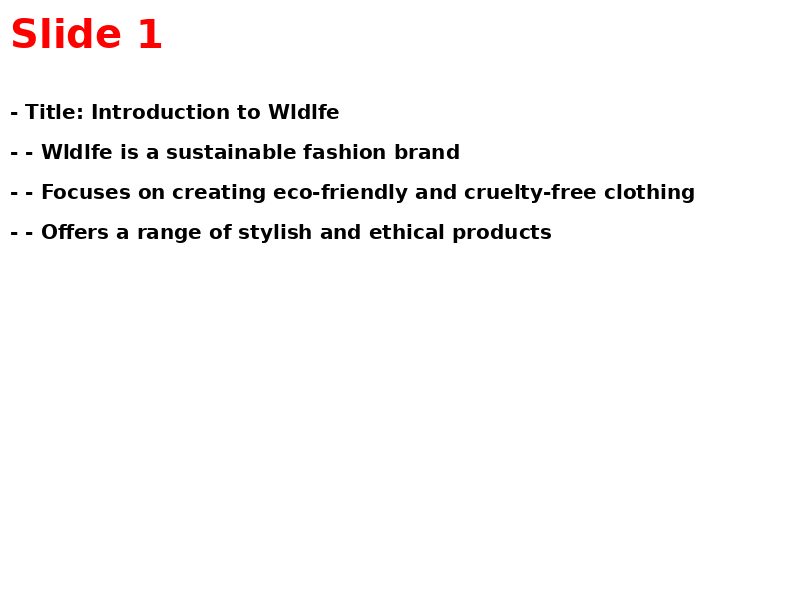 Slide 1
- Title: Introduction to Wldlfe
- - Wldlfe is a sustainable fashion brand
- - Focuses on creating eco-friendly and cruelty-free clothing
- - Offers a range of stylish and ethical products